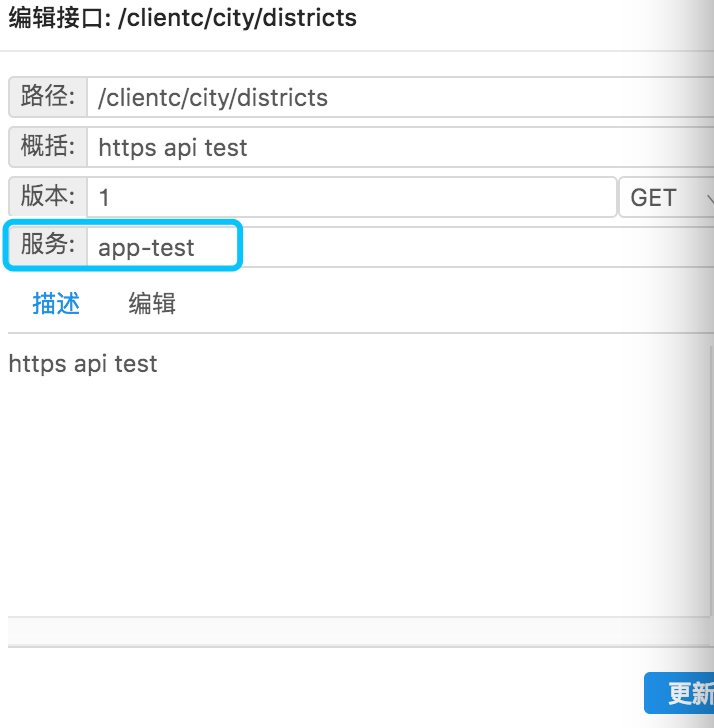 编辑接口: /clientc/city/districts
路径: /clientc/city/districts
概括: https api test
版本: 1 GET
服务: app-test
描述 编辑
https api test
更新